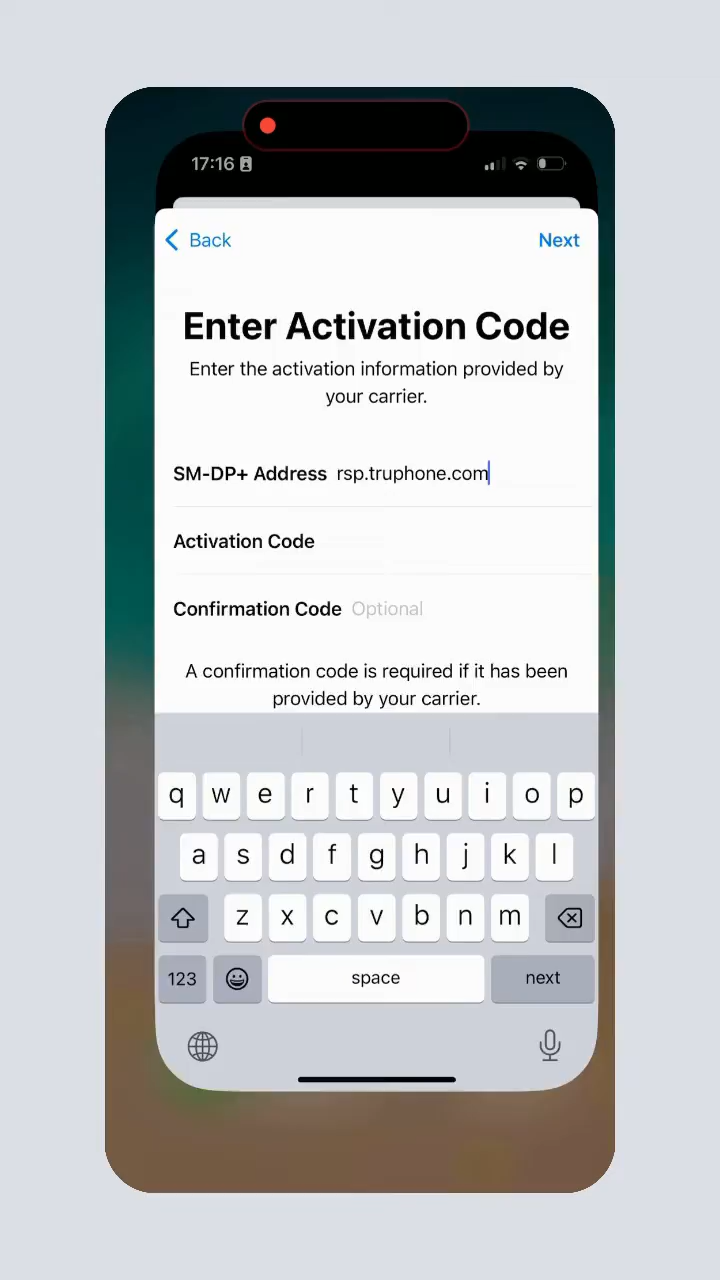 17:16
Back
Next
Enter Activation Code
Enter the activation information provided by
your carrier.
SM-DP+ Address rsp.truphone.com
Activation Code
Confirmation Code Optional
A confirmation code is required if it has been
provided by your carrier.
q w e r t y u i o p
a s d f g h j k l
z x c v b n m
123 space next